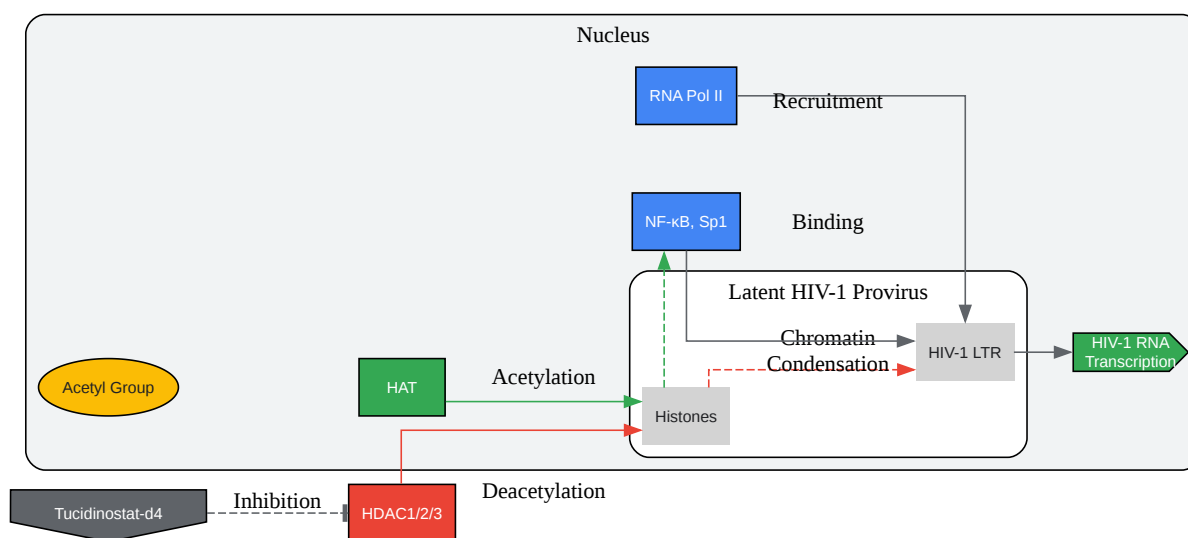 Nucleus
RNA Pol II
Recruitment
NF-κB, Sp1
Binding
Latent HIV-1 Provirus
Chromatin
Condensation
HIV-1 LTR
HIV-1 RNA
Transcription
Acetyl Group
HAT
Acetylation
Histones
Tucidinostat-d4
Inhibition
HDAC1/2/3
Deacetylation